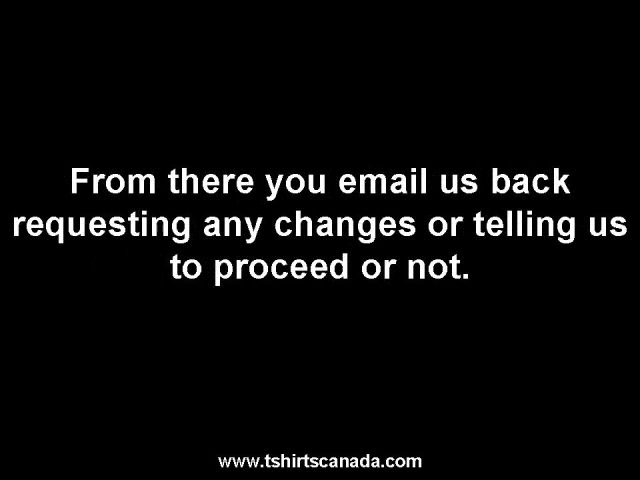 From there you email us back
requesting any changes or telling us
to proceed or not.
www.tshirtscanada.com